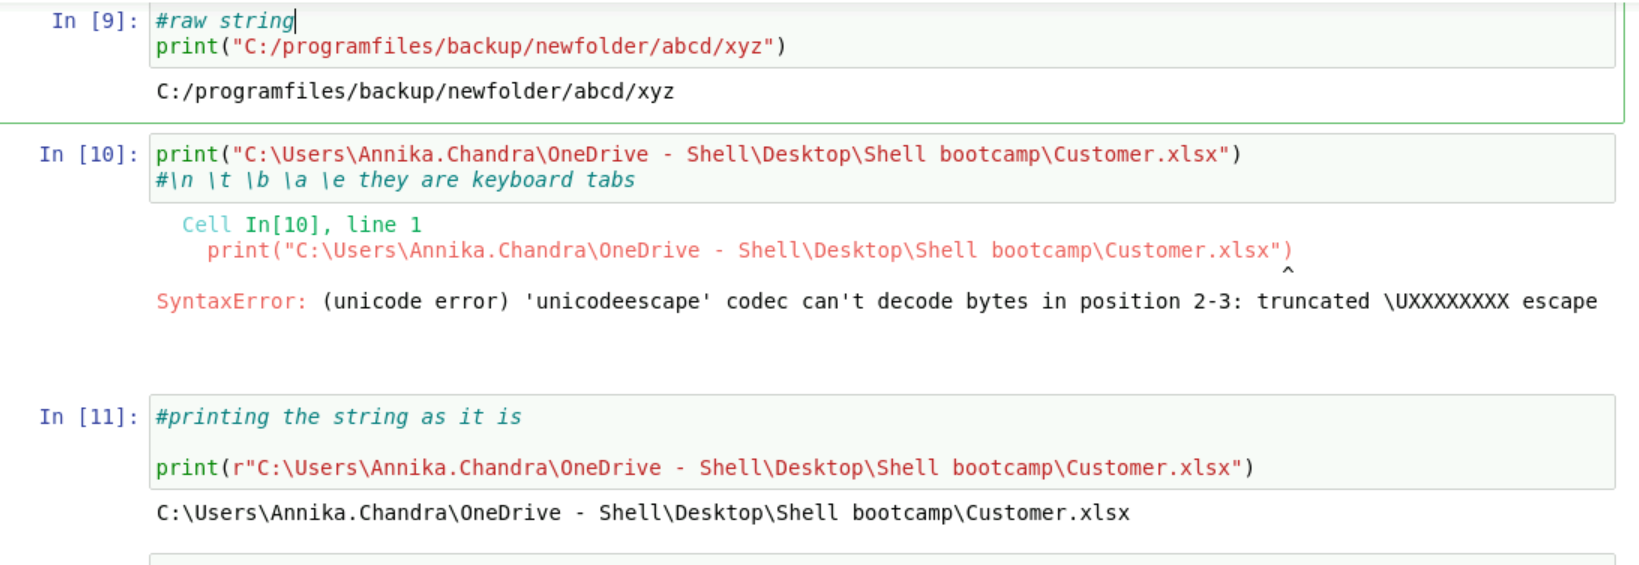 In [9]: #raw string
print("C:/programfiles/backup/newfolder/abcd/xyz")
C:/programfiles/backup/newfolder/abcd/xyz
In [10]: print("C:\Users\Annika.Chandra\OneDrive - Shell\Desktop\Shell bootcamp\Customer.xlsx")
#\n \t \b \a \e they are keyboard tabs
Cell In[10], line 1
print("C:\Users\Annika.Chandra\OneDrive - Shell\Desktop\Shell bootcamp\Customer.xlsx")
^
SyntaxError: (unicode error) 'unicodeescape' codec can't decode bytes in position 2-3: truncated \UXXXXXXXX escape
In [11]: #printing the string as it is
print(r"C:\Users\Annika.Chandra\OneDrive - Shell\Desktop\Shell bootcamp\Customer.xlsx")
C:\Users\Annika.Chandra\OneDrive - Shell\Desktop\Shell bootcamp\Customer.xlsx